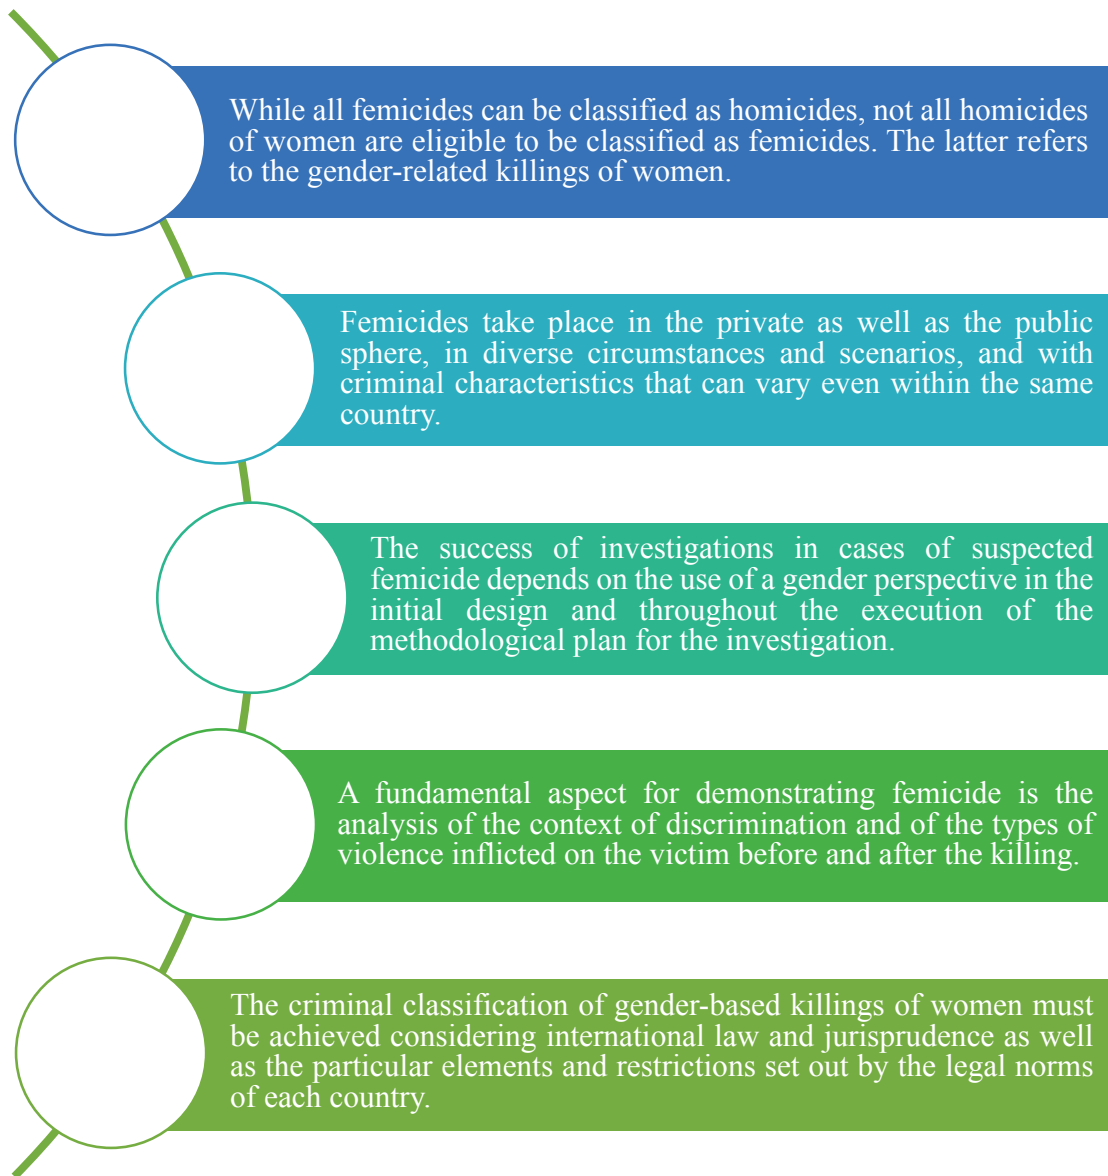 While all femicides can be classified as homicides, not all homicides
of women are eligible to be classified as femicides. The latter refers
to the gender-related killings of women.
Femicides take place in the private as well as the public
sphere, in diverse circumstances and scenarios, and with
criminal characteristics that can vary even within the same
country.
The success of investigations in cases of suspected
femicide depends on the use of a gender perspective in the
initial design and throughout the execution of the
methodological plan for the investigation.
A fundamental aspect for demonstrating femicide is the
analysis of the context of discrimination and of the types of
violence inflicted on the victim before and after the killing.
The criminal classification of gender-based killings of women must
be achieved considering international law and jurisprudence as well
as the particular elements and restrictions set out by the legal norms
of each country.